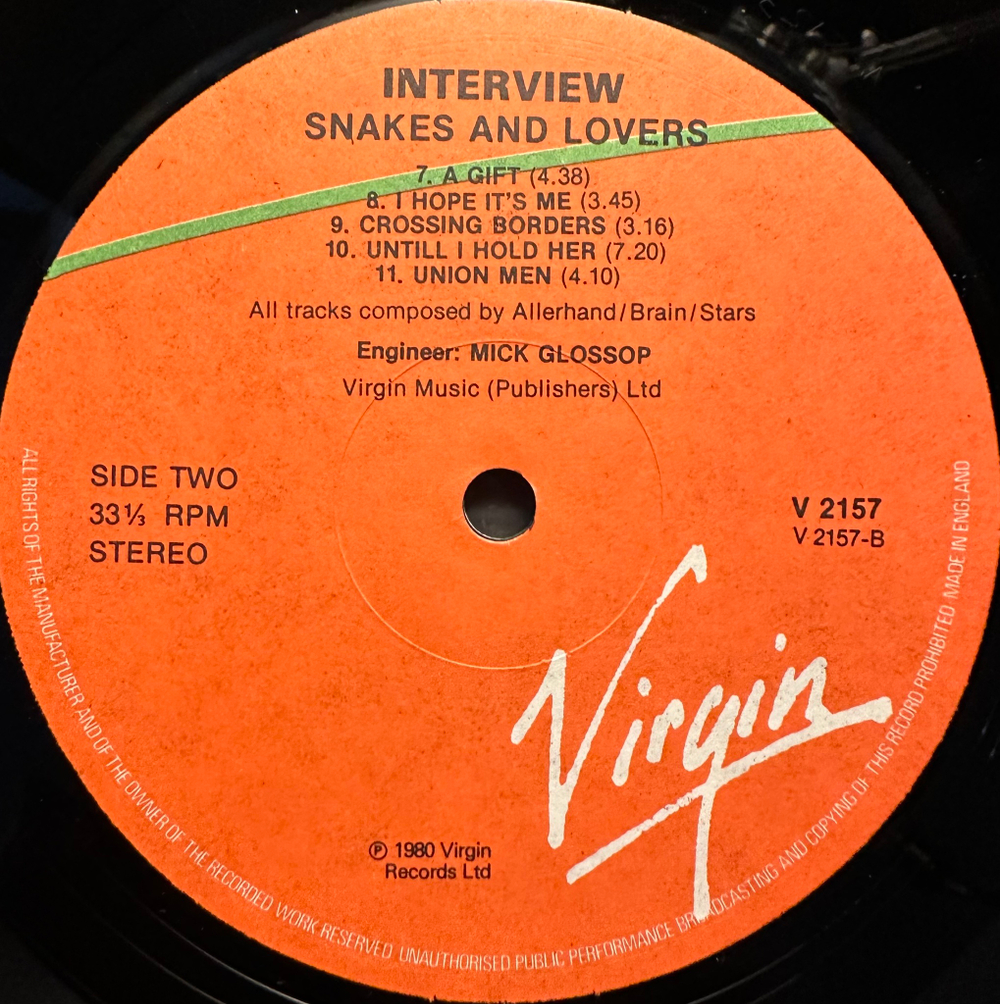 INTERVIEW
SNAKES AND LOVERS
7. A GIFT (4.38)
8. I HOPE IT'S ME (3.45)
9. CROSSING BORDERS (3.16)
10. UNTILL I HOLD HER (7.20)
11. UNION MEN (4.10)
All tracks composed by Allerhand/Brain/Stars
Engineer: MICK GLOSSOP
Virgin Music (Publishers) Ltd
SIDE TWO
33⅓ RPM
STEREO
V 2157
V 2157-B
Virgin
℗ 1980 Virgin
Records Ltd
ALL RIGHTS OF THE MANUFACTURER AND OF THE OWNER OF THE RECORDED WORK RESERVED UNAUTHORISED PUBLIC PERFORMANCE BROADCASTING AND COPYING OF THIS RECORD PROHIBITED MADE IN ENGLAND